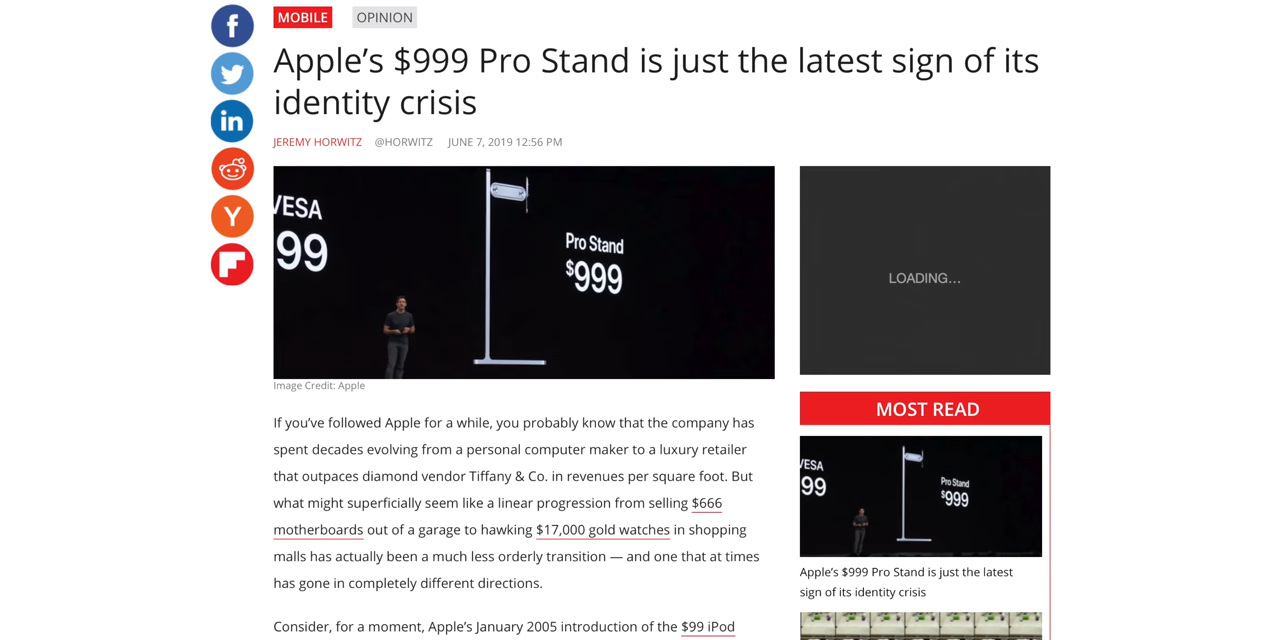 MOBILE
OPINION
Apple’s $999 Pro Stand is just the latest sign of its
identity crisis
JEREMY HORWITZ @HORWITZ JUNE 7, 2019 12:56 PM
VESA
99
Pro Stand
$999
Image Credit: Apple
If you’ve followed Apple for a while, you probably know that the company has
spent decades evolving from a personal computer maker to a luxury retailer
that outpaces diamond vendor Tiffany & Co. in revenues per square foot. But
what might superficially seem like a linear progression from selling $666
motherboards out of a garage to hawking $17,000 gold watches in shopping
malls has actually been a much less orderly transition — and one that at times
has gone in completely different directions.
Consider, for a moment, Apple’s January 2005 introduction of the $99 iPod
LOADING...
MOST READ
VESA
99
Pro Stand
$999
Apple’s $999 Pro Stand is just the latest
sign of its identity crisis